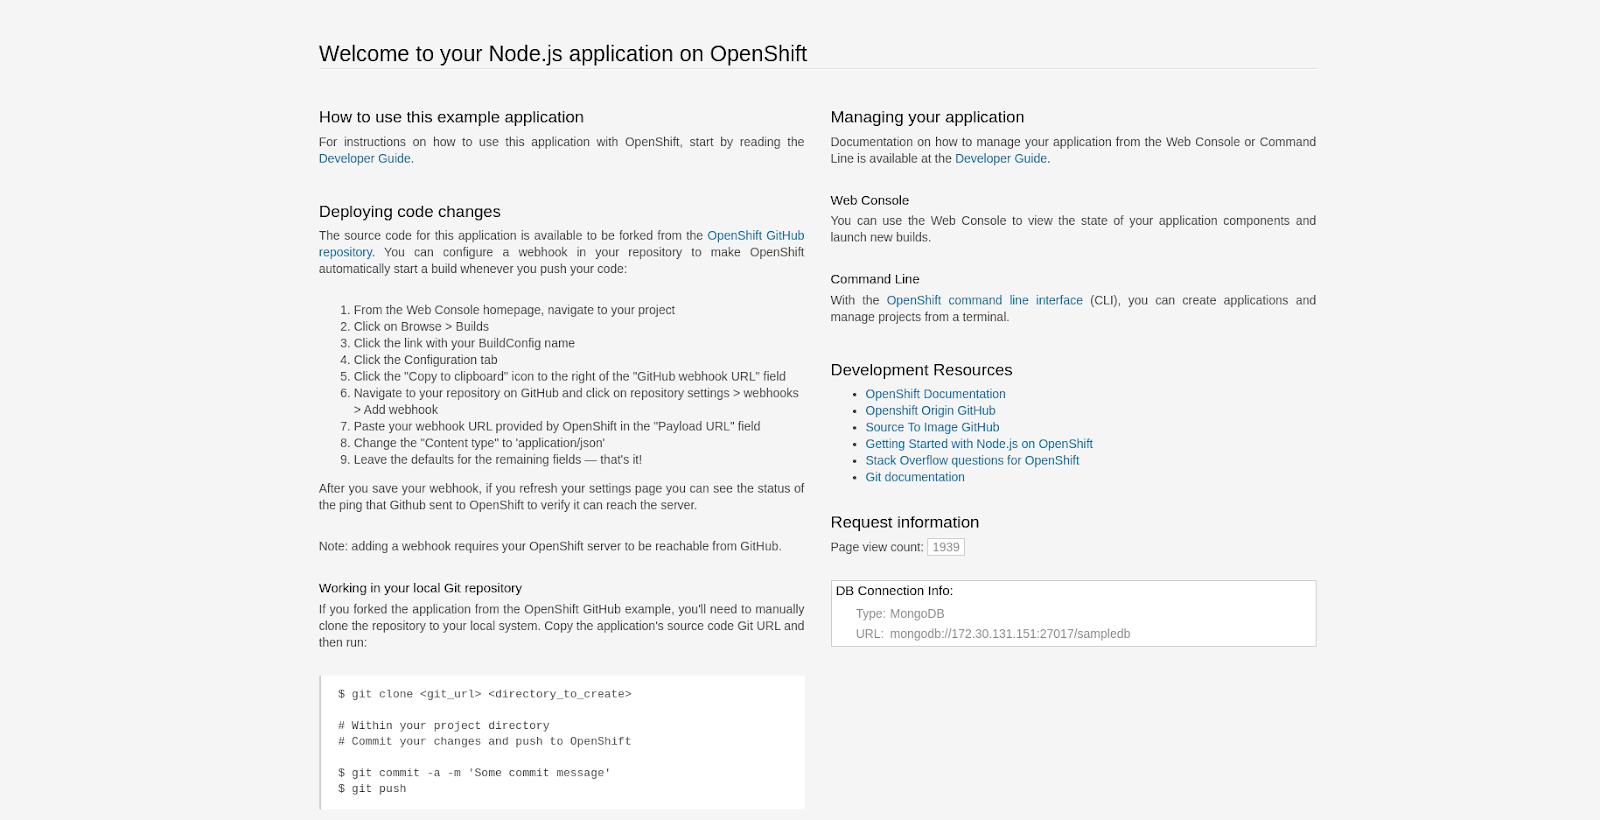 Welcome to your Node.js application on OpenShift
How to use this example application
For instructions on how to use this application with OpenShift, start by reading the
Developer Guide.
Deploying code changes
The source code for this application is available to be forked from the OpenShift GitHub
repository. You can configure a webhook in your repository to make OpenShift
automatically start a build whenever you push your code:
1. From the Web Console homepage, navigate to your project
2. Click on Browse > Builds
3. Click the link with your BuildConfig name
4. Click the Configuration tab
5. Click the "Copy to clipboard" icon to the right of the "GitHub webhook URL" field
6. Navigate to your repository on GitHub and click on repository settings > webhooks
> Add webhook
7. Paste your webhook URL provided by OpenShift in the "Payload URL" field
8. Change the "Content type" to 'application/json'
9. Leave the defaults for the remaining fields — that's it!
After you save your webhook, if you refresh your settings page you can see the status of
the ping that Github sent to OpenShift to verify it can reach the server.
Note: adding a webhook requires your OpenShift server to be reachable from GitHub.
Working in your local Git repository
If you forked the application from the OpenShift GitHub example, you'll need to manually
clone the repository to your local system. Copy the application's source code Git URL and
then run:
$ git clone <git_url> <directory_to_create>
# Within your project directory
# Commit your changes and push to OpenShift
$ git commit -a -m 'Some commit message'
$ git push
Managing your application
Documentation on how to manage your application from the Web Console or Command
Line is available at the Developer Guide.
Web Console
You can use the Web Console to view the state of your application components and
launch new builds.
Command Line
With the OpenShift command line interface (CLI), you can create applications and
manage projects from a terminal.
Development Resources
• OpenShift Documentation
• Openshift Origin GitHub
• Source To Image GitHub
• Getting Started with Node.js on OpenShift
• Stack Overflow questions for OpenShift
• Git documentation
Request information
Page view count: 1939
DB Connection Info:
Type: MongoDB
URL: mongodb://172.30.131.151:27017/sampledb